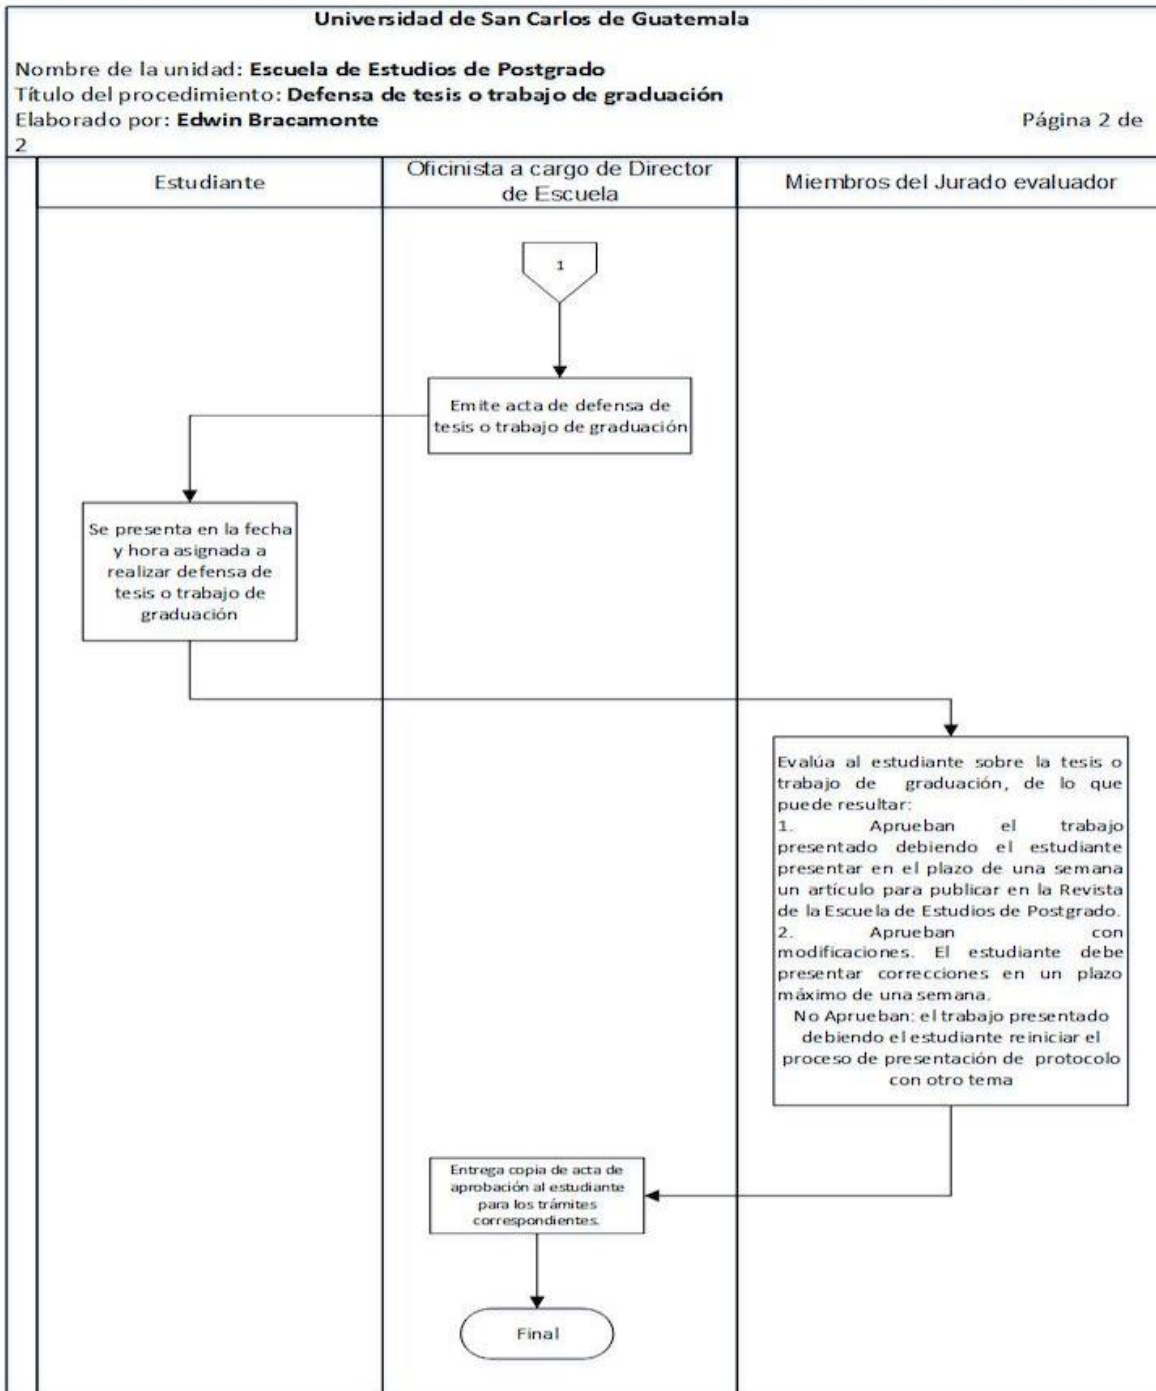 Universidad de San Carlos de Guatemala
Nombre de la unidad: Escuela de Estudios de Postgrado
Título del procedimiento: Defensa de tesis o trabajo de graduación
Elaborado por: Edwin Bracamonte Página 2 de
2
Estudiante
Oficinista a cargo de Director
de Escuela
Miembros del Jurado evaluador
1
Emite acta de defensa de
tesis o trabajo de graduación
Se presenta en la fecha
y hora asignada a
realizar defensa de
tesis o trabajo de
graduación
Evalúa al estudiante sobre la tesis o
trabajo de graduación, de lo que
puede resultar:
1. Aprueban el trabajo
presentado debiendo el estudiante
presentar en el plazo de una semana
un artículo para publicar en la Revista
de la Escuela de Estudios de Postgrado.
2. Aprueban con
modificaciones. El estudiante debe
presentar correcciones en un plazo
máximo de una semana.
No Aprueban: el trabajo presentado
debiendo el estudiante reiniciar el
proceso de presentación de protocolo
con otro tema
Entrega copia de acta de
aprobación al estudiante
para los trámites
correspondientes.
Final